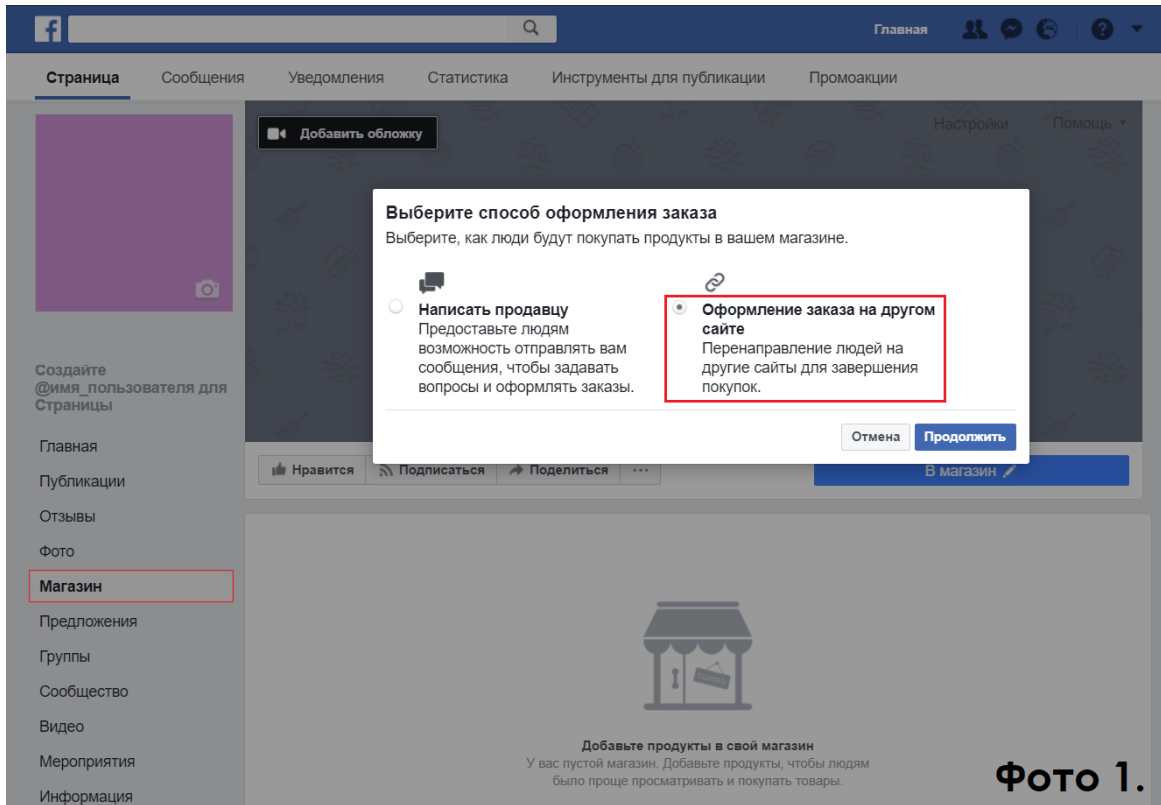 f
Главная
Страница Сообщения Уведомления Статистика Инструменты для публикации Промоакции
Добавить обложку
Настройки Помощь
Выберите способ оформления заказа
Выберите, как люди будут покупать продукты в вашем магазине.
Написать продавцу
Предоставьте людям
возможность отправлять вам
сообщения, чтобы задавать
вопросы и оформлять заказы.
Оформление заказа на другом
сайте
Перенаправление людей на
другие сайты для завершения
покупок.
Отмена Продолжить
Создайте
@имя_пользователя для
Страницы
Главная
Публикации
Отзывы
Фото
Магазин
Предложения
Группы
Сообщество
Видео
Мероприятия
Информация
Нравится Подписаться Поделиться ...
В магазин
CLOSED
Добавьте продукты в свой магазин
У вас пустой магазин. Добавьте продукты, чтобы людям
было проще просматривать и покупать товары.
Фото 1.